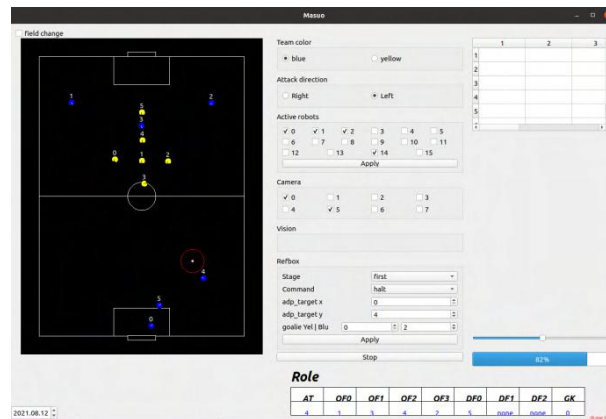 Masuo
field change
1
2
5
3
4
0
1
2
3
4
5
0
Team color
blue
yellow
Attack direction
Right
Left
Active robots
0 1 2 3 4 5
6 7 8 9 10 11
12 13 14 15
Apply
Camera
0 1 2 3
4 5 6 7
Vision
Refbox
Stage first
Command halt
adp_target x 0
adp_target y 4
goalie Yel | Blu 0 2
Apply
Stop
1 2 3
1
2
3
4
5
82%
Role
AT OF0 OF1 OF2 OF3 DF0 DF1 DF2 GK
4 1 3 4 2 5 none none 0
2021.08.12